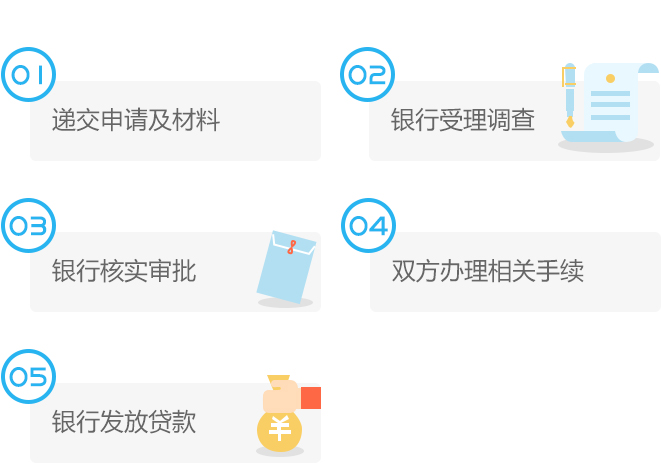 01
递交申请及材料
02
银行受理调查
03
银行核实审批
04
双方办理相关手续
05
银行发放贷款
¥